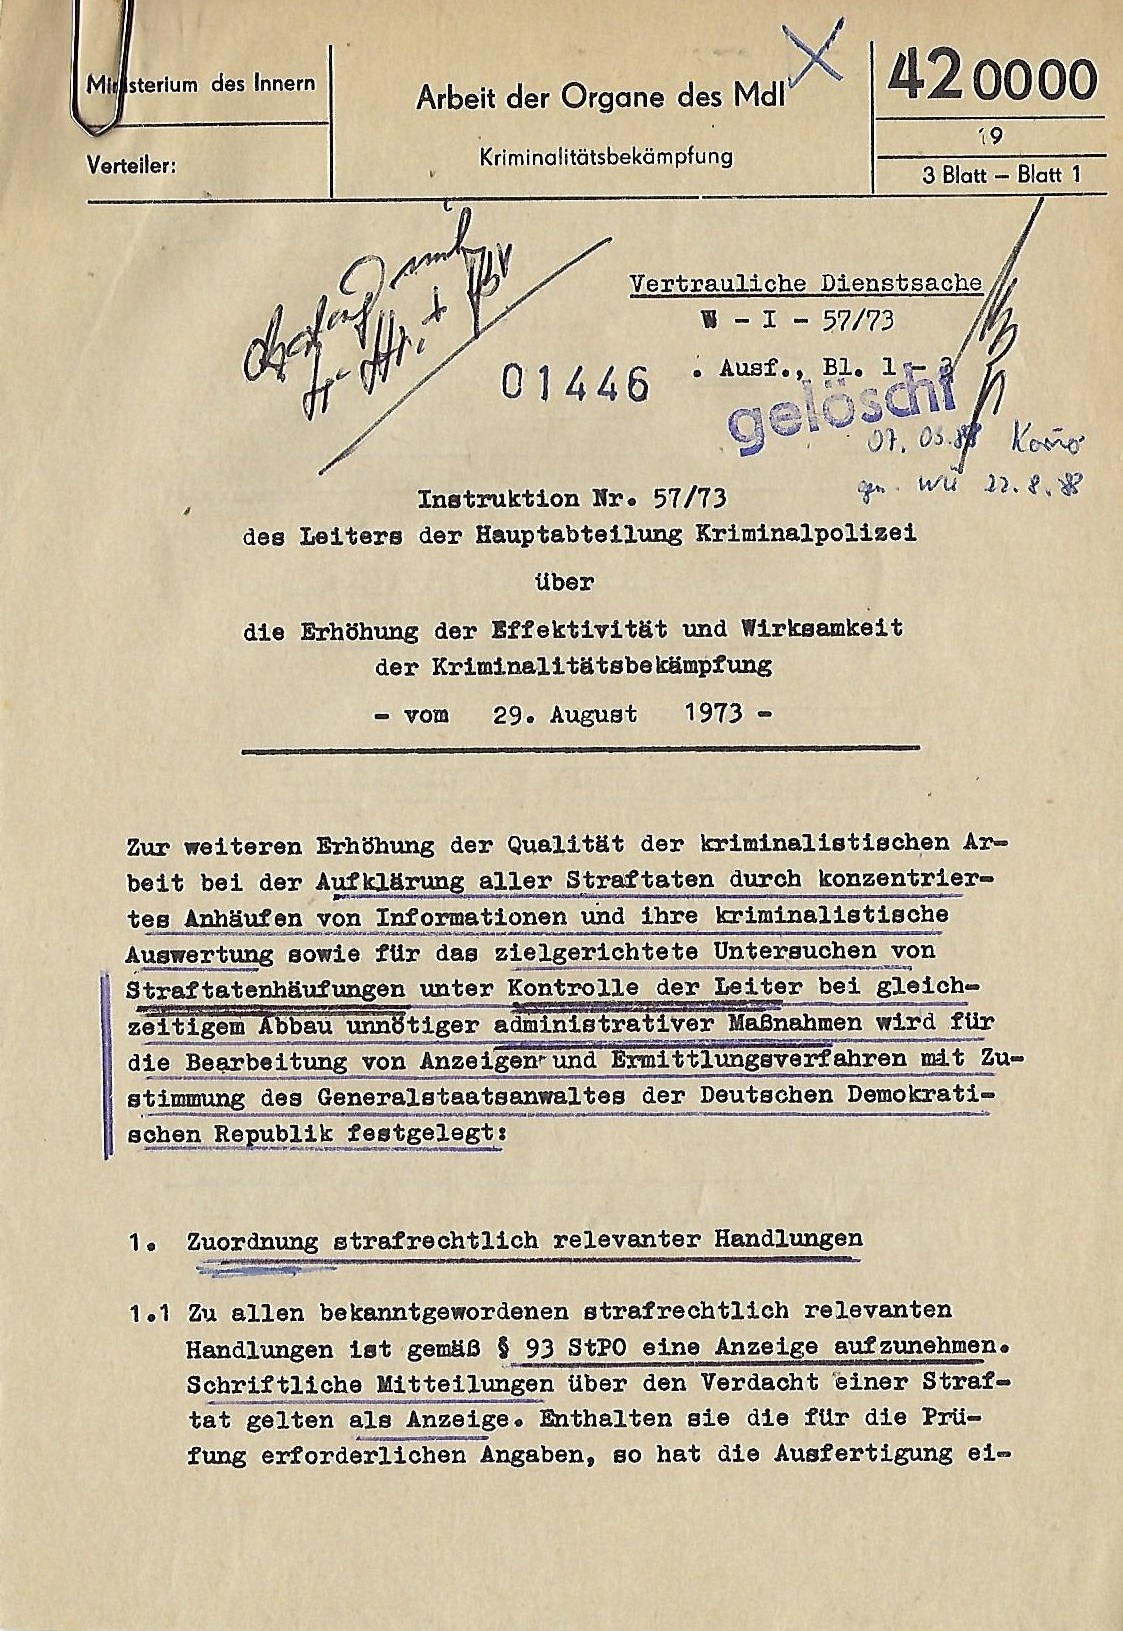 Ministerium des Innern
Verteiler:
Arbeit der Organe des MdI
Kriminalitätsbekämpfung
42 0000
19
3 Blatt — Blatt 1
Vertrauliche Dienstsache
W - I - 57/73
. Ausf., Bl. 1 - 3
01446
gelöscht
gen. Wü 22.8.88
Instruktion Nr. 57/73
des Leiters der Hauptabteilung Kriminalpolizei
über
die Erhöhung der Effektivität und Wirksamkeit
der Kriminalitätsbekämpfung
- vom 29. August 1973 -
Zur weiteren Erhöhung der Qualität der kriminalistischen Ar-
beit bei der Aufklärung aller Straftaten durch konzentrier-
tes Anhäufen von Informationen und ihre kriminalistische
Auswertung sowie für das zielgerichtete Untersuchen von
Straftatenhäufungen unter Kontrolle der Leiter bei gleich-
zeitigem Abbau unnötiger administrativer Maßnahmen wird für
die Bearbeitung von Anzeigen und Ermittlungsverfahren mit Zu-
stimmung des Generalstaatsanwaltes der Deutschen Demokrati-
schen Republik festgelegt:
1. Zuordnung strafrechtlich relevanter Handlungen
1.1 Zu allen bekanntgewordenen strafrechtlich relevanten
Handlungen ist gemäß § 93 StPO eine Anzeige aufzunehmen.
Schriftliche Mitteilungen über den Verdacht einer Straf-
tat gelten als Anzeige. Enthalten sie die für die Prü-
fung erforderlichen Angaben, so hat die Ausfertigung ei-